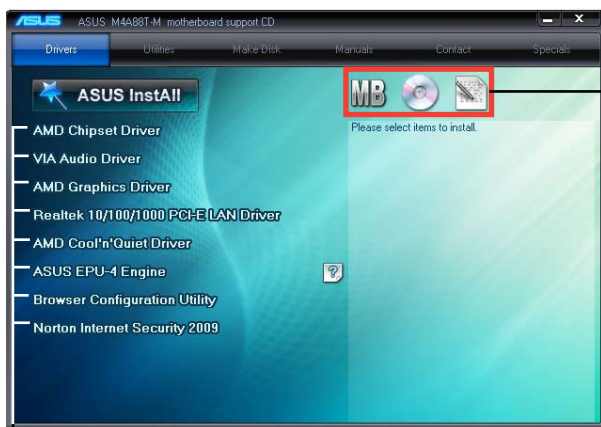 ASUS ASUS M4A88T-M motherboard support CD
Drivers Utilities Make Disk Manuals Contact Specials
ASUS InstAll
MB
Please select items to install.
AMD Chipset Driver
VIA Audio Driver
AMD Graphics Driver
Realtek 10/100/1000 PCI-E LAN Driver
AMD Cool'n'Quiet Driver
ASUS EPU-4 Engine
?
Browser Configuration Utility
Norton Internet Security 2009